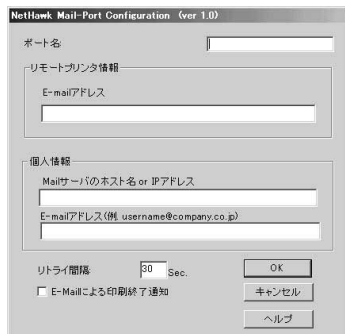 NetHawk Mail-Port Configuration (ver 1.0)
ポート名:
リモートプリンタ情報
E-mailアドレス
個人情報
Mailサーバのホスト名 or IPアドレス
E-mailアドレス(例. username@company.co.jp)
リトライ間隔: 30 Sec. OK
E-Mailによる印刷終了通知 キャンセル
ヘルプ